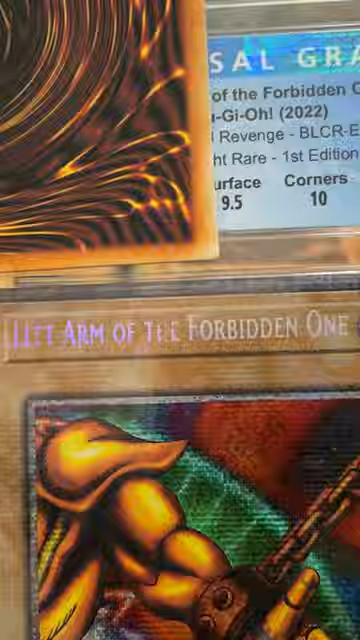 SAL GRA
of the Forbidden O
-Gi-Oh! (2022)
Revenge - BLCR-E
ht Rare - 1st Edition
urface Corners
9.5 10
LEFT ARM OF THE FORBIDDEN ONE